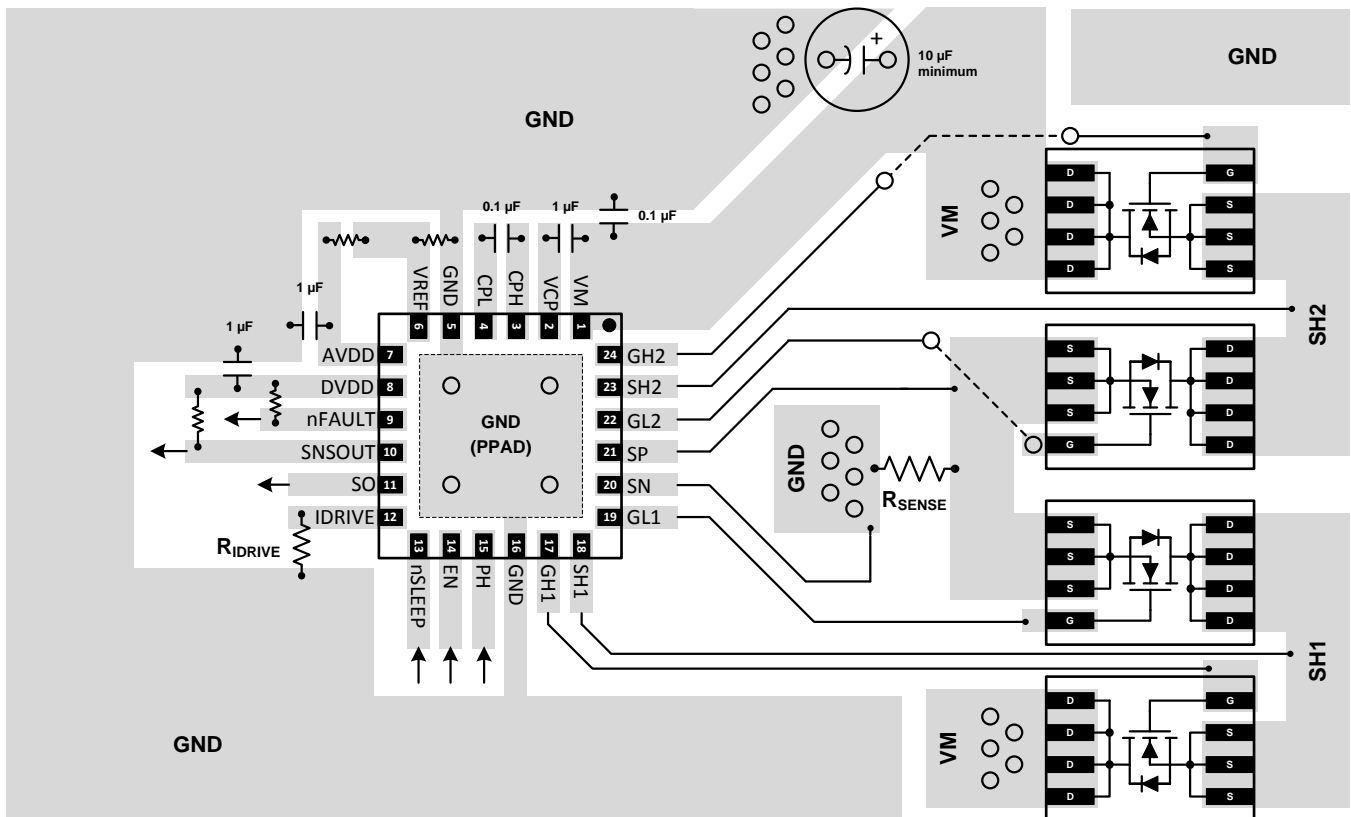 +
10 µF
minimum
GND
GND
0.1 µF
1 µF
0.1 µF
VM
D
D
D
D
G
S
S
S
1 µF
1 µF
VREF
GND
CPL
CPH
VCP
VM
6
5
4
3
2
1
SH2
AVDD 7
DVDD 8
nFAULT 9
SNSOUT 10
SO 11
IDRIVE 12
GND
(PPAD)
24 GH2
23 SH2
22 GL2
21 SP
20 SN
19 GL1
S
S
S
G
D
D
D
D
GND
RSENSE
RIDRIVE
13
14
15
16
17
18
nSLEEP
EN
PH
GND
GH1
SH1
S
S
S
G
D
D
D
D
SH1
GND
VM
D
D
D
D
G
S
S
S